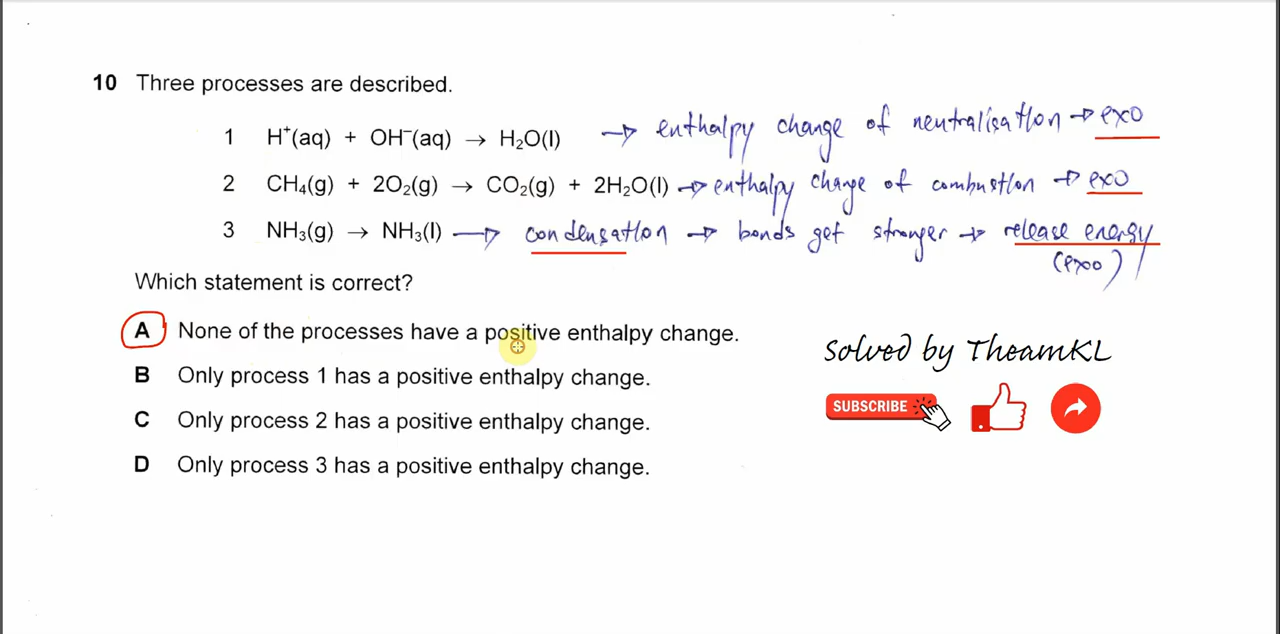 10 Three processes are described.
1 H⁺(aq) + OH⁻(aq) → H₂O(l) → enthalpy change of neutralisation → exo
2 CH₄(g) + 2O₂(g) → CO₂(g) + 2H₂O(l) → enthalpy change of combustion → exo
3 NH₃(g) → NH₃(l) → condensation → bonds get stronger → release energy
(exo)
Which statement is correct?
A None of the processes have a positive enthalpy change.
B Only process 1 has a positive enthalpy change.
C Only process 2 has a positive enthalpy change.
D Only process 3 has a positive enthalpy change.
Solved by TheamKL
SUBSCRIBE